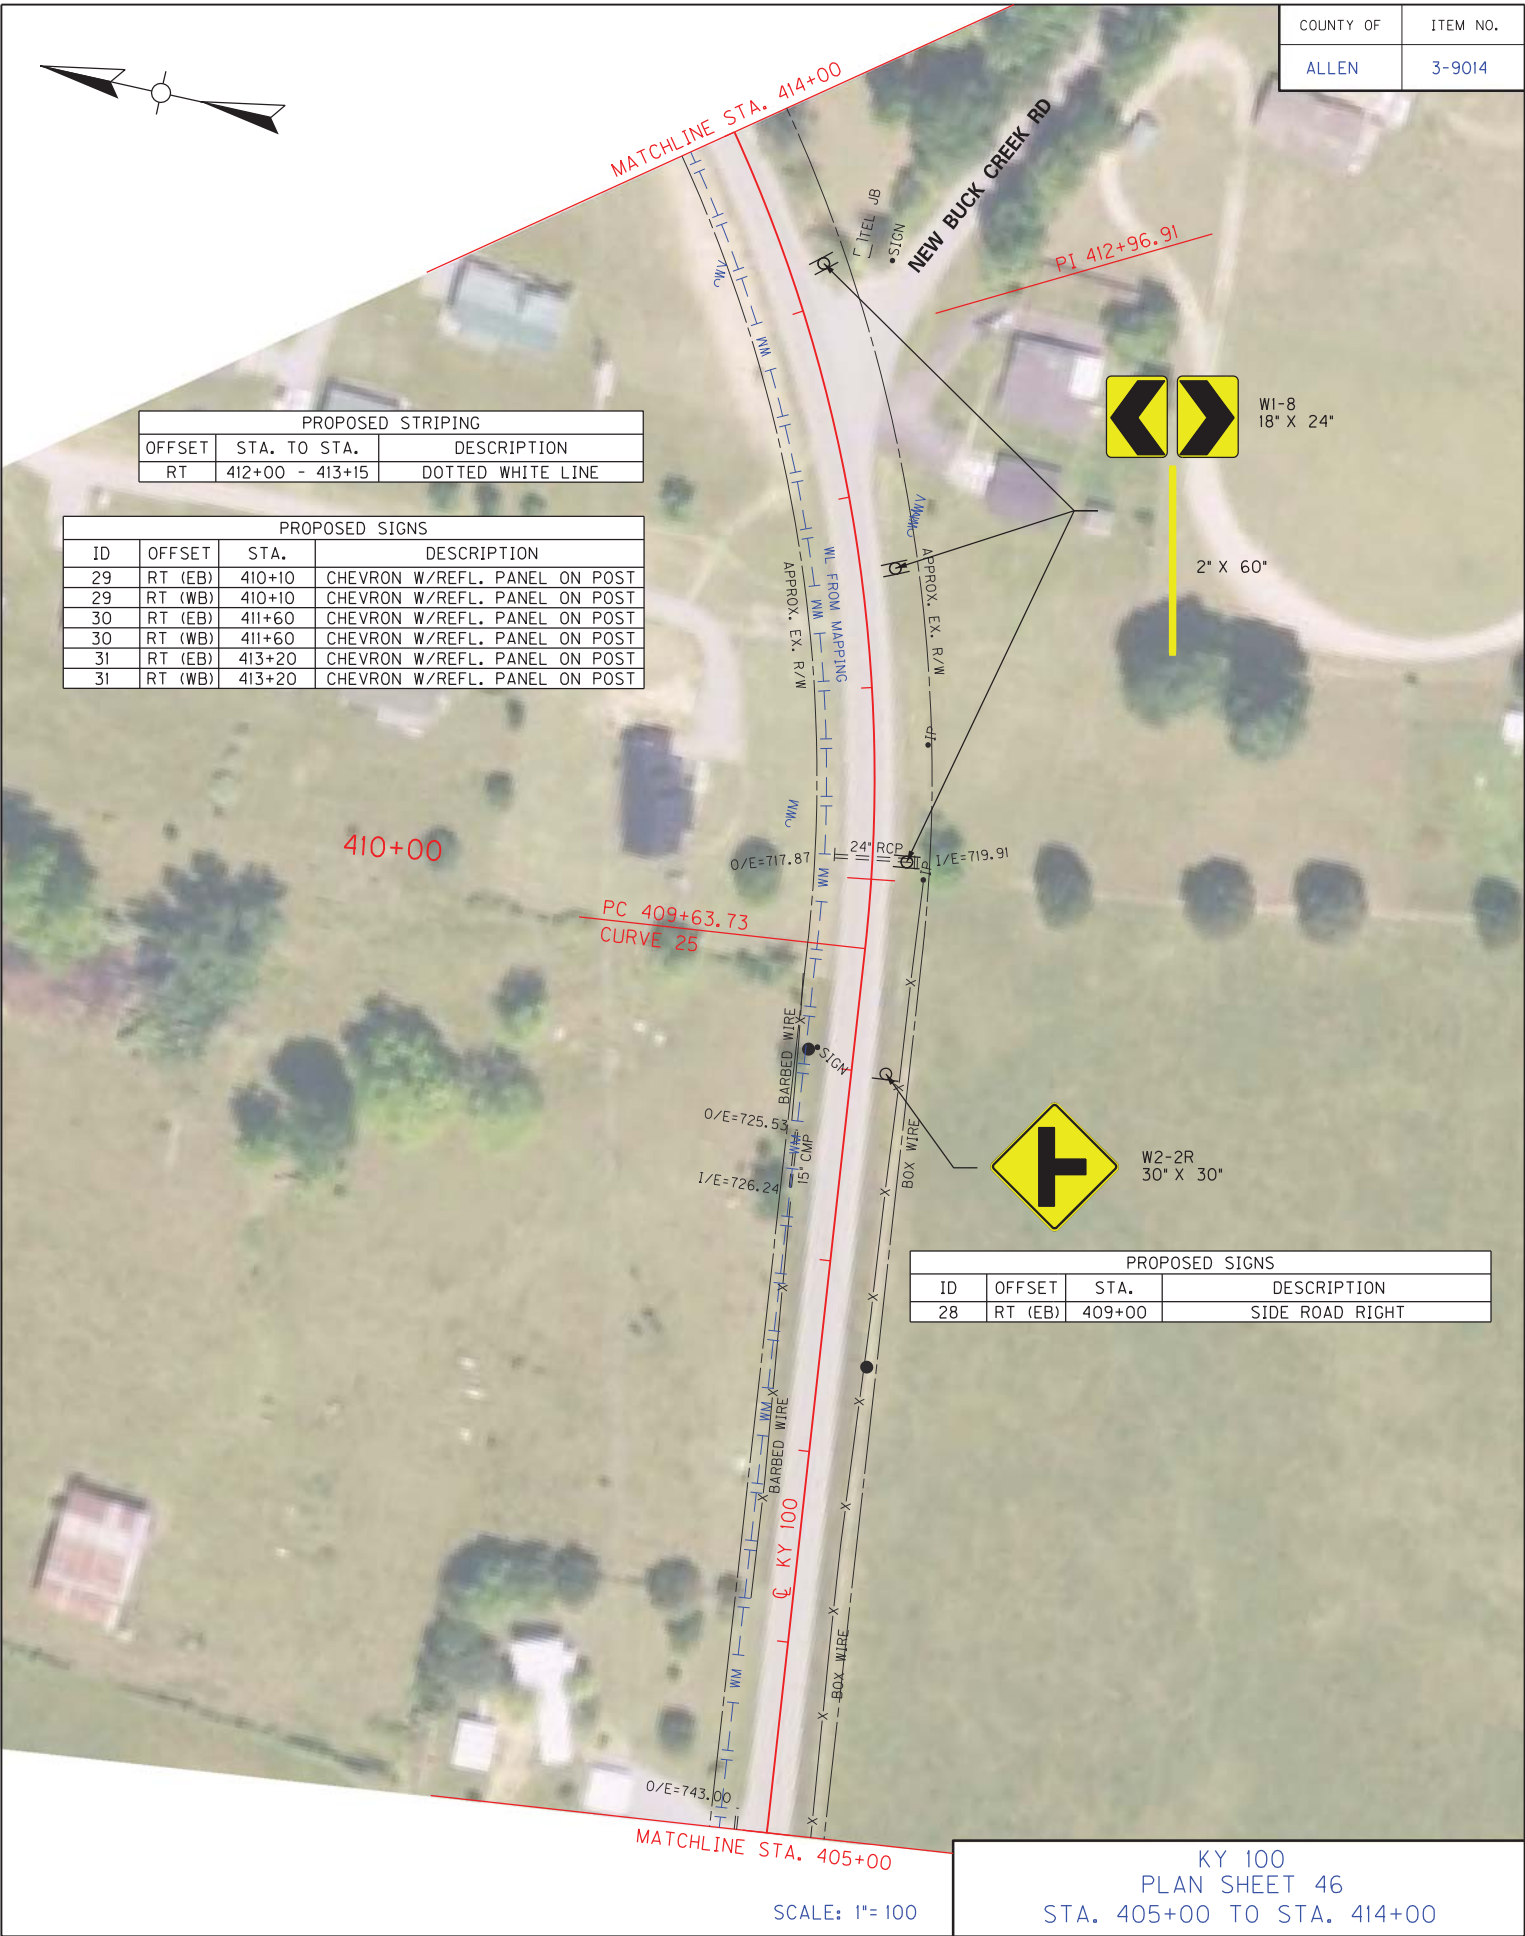 COUNTY OF
ITEM NO.
ALLEN
3-9014
MATCHLINE STA. 414+00
NEW BUCK CREEK RD
TEL JB
SIGN
PI 412+96.91
W1-8
18" X 24"
2" X 60"
PROPOSED STRIPING
OFFSET STA. TO STA. DESCRIPTION
RT 412+00 - 413+15 DOTTED WHITE LINE
PROPOSED SIGNS
ID OFFSET STA. DESCRIPTION
29 RT (EB) 410+10 CHEVRON W/REFL. PANEL ON POST
29 RT (WB) 410+10 CHEVRON W/REFL. PANEL ON POST
30 RT (EB) 411+60 CHEVRON W/REFL. PANEL ON POST
30 RT (WB) 411+60 CHEVRON W/REFL. PANEL ON POST
31 RT (EB) 413+20 CHEVRON W/REFL. PANEL ON POST
31 RT (WB) 413+20 CHEVRON W/REFL. PANEL ON POST
WM
WL FROM MAPPING
APPROX. EX. R/W
WM
APPROX. EX. R/W
IP
410+00
O/E=717.87
24" RCP
I/E=719.91
IP
WM
PC 409+63.73
CURVE 25
BARBED WIRE
SIGN
O/E=725.53
WM
15" CMP
I/E=726.24
BOX WIRE
W2-2R
30" X 30"
PROPOSED SIGNS
ID OFFSET STA. DESCRIPTION
28 RT (EB) 409+00 SIDE ROAD RIGHT
WM
BARBED WIRE
KY 100
BOX WIRE
WM
O/E=743.00
MATCHLINE STA. 405+00
SCALE: 1"= 100
KY 100
PLAN SHEET 46
STA. 405+00 TO STA. 414+00